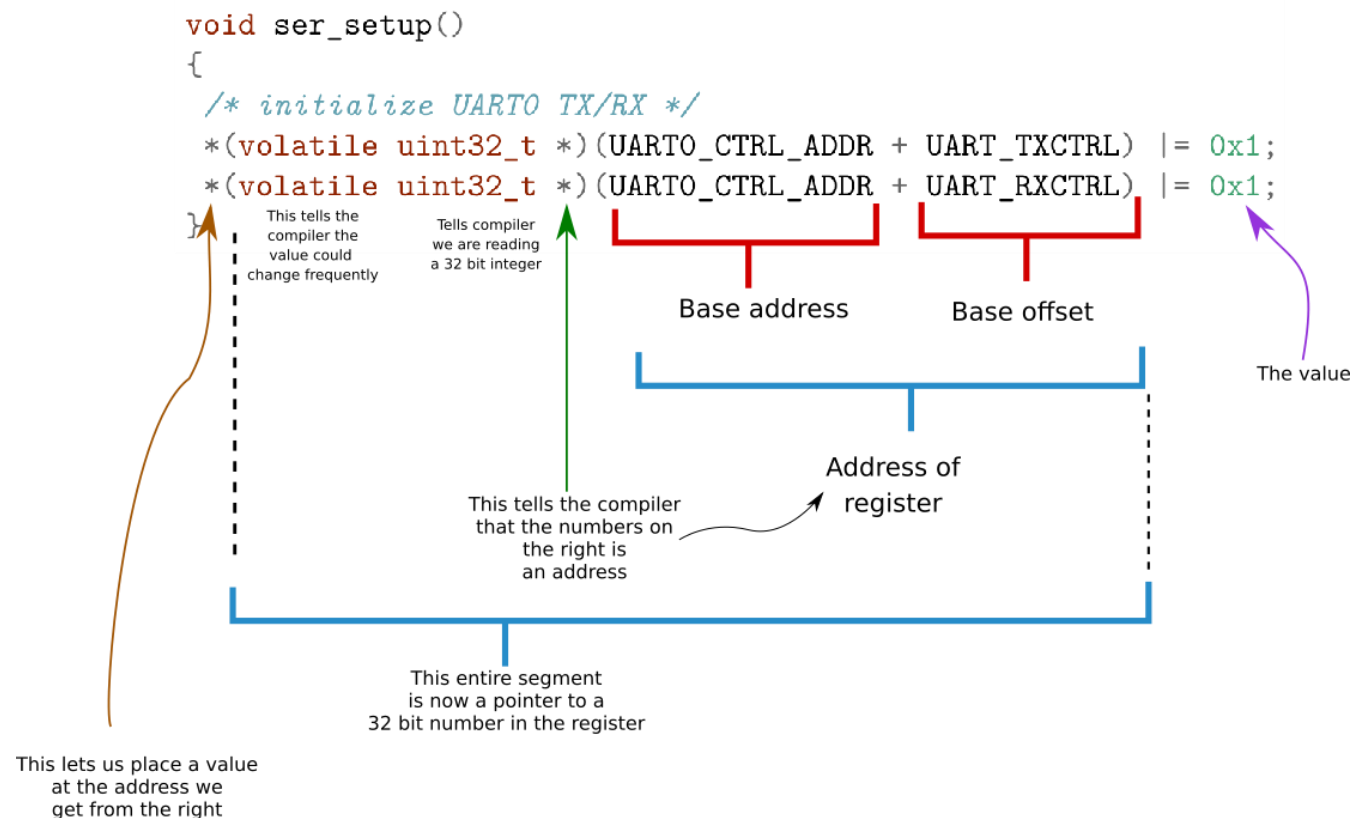 void ser_setup()
{
/* initialize UART0 TX/RX */
*(volatile uint32_t *)(UART0_CTRL_ADDR + UART_TXCTRL) |= 0x1;
*(volatile uint32_t *)(UART0_CTRL_ADDR + UART_RXCTRL) |= 0x1;
}
This tells the
compiler the
value could
change frequently
Tells compiler
we are reading
a 32 bit integer
Base address
Base offset
The value
Address of
register
This tells the compiler
that the numbers on
the right is
an address
This entire segment
is now a pointer to a
32 bit number in the register
This lets us place a value
at the address we
get from the right